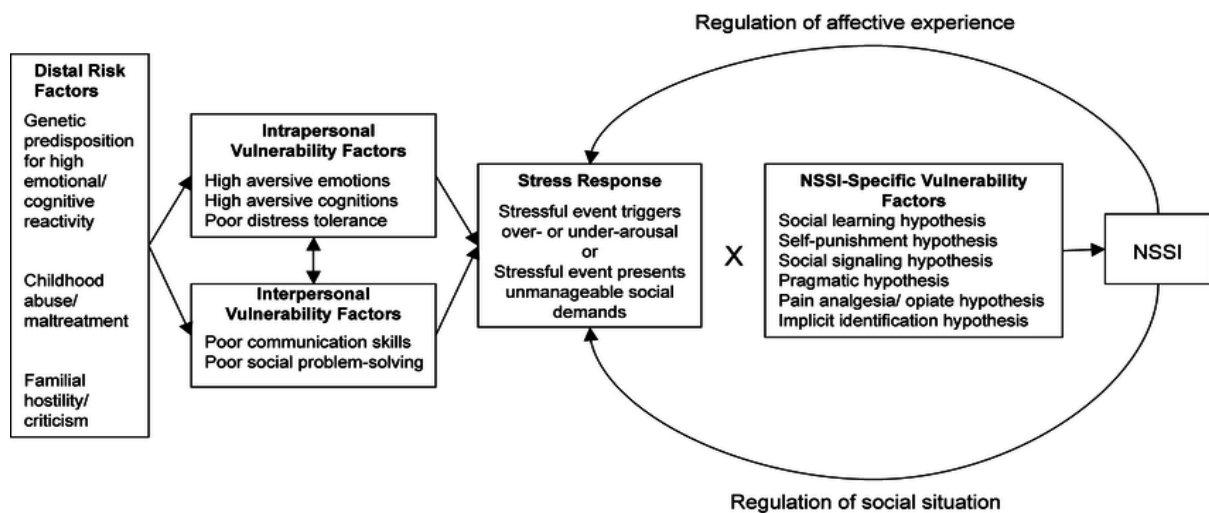 Regulation of affective experience
Distal Risk
Factors
Genetic
predisposition
for high
emotional/
cognitive
reactivity
Childhood
abuse/
maltreatment
Familial
hostility/
criticism
Intrapersonal
Vulnerability Factors
High aversive emotions
High aversive cognitions
Poor distress tolerance
Interpersonal
Vulnerability Factors
Poor communication skills
Poor social problem-solving
Stress Response
Stressful event triggers
over- or under-arousal
or
Stressful event presents
unmanageable social
demands
X
NSSI-Specific Vulnerability
Factors
Social learning hypothesis
Self-punishment hypothesis
Social signaling hypothesis
Pragmatic hypothesis
Pain analgesia/ opiate hypothesis
Implicit identification hypothesis
NSSI
Regulation of social situation